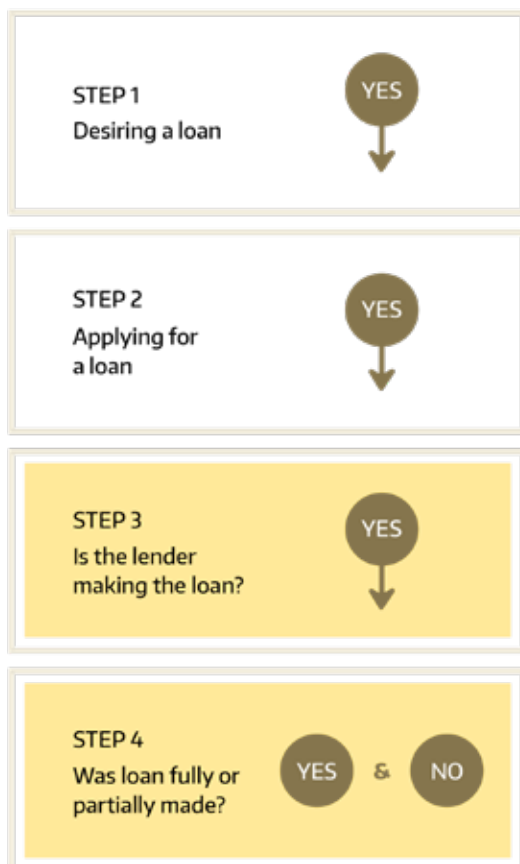 STEP 1
YES
Desiring a loan
STEP 2
YES
Applying for
a loan
STEP 3
YES
Is the lender
making the loan?
STEP 4
Was loan fully or
partially made?
YES & NO